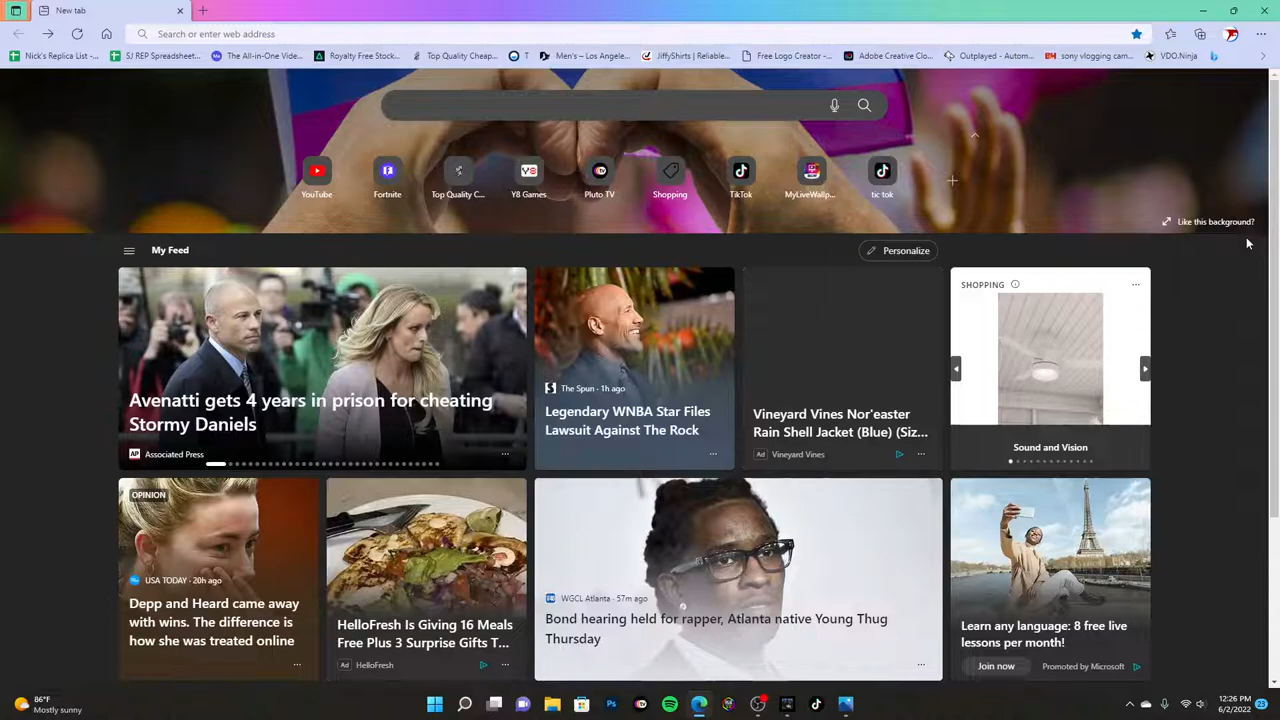 New tab
Search or enter web address
Nick's Replica List -...
SJ REP Spreadsheet...
The All-in-One Vide...
Royalty Free Stock...
Top Quality Cheap...
T
Men's – Los Angele...
JiffyShirts | Reliable...
Free Logo Creator -...
Adobe Creative Clo...
Outplayed - Autom...
sony vlogging cam...
VDO.Ninja
YouTube
Fortnite
Top Quality C...
Y8 Games
Pluto TV
Shopping
TikTok
MyLiveWallp...
tic tok
Like this background?
My Feed
Personalize
Avenatti gets 4 years in prison for cheating
Stormy Daniels
AP Associated Press
The Spun · 1h ago
Legendary WNBA Star Files
Lawsuit Against The Rock
Vineyard Vines Nor'easter
Rain Shell Jacket (Blue) (Siz...
Ad Vineyard Vines
SHOPPING
Sound and Vision
OPINION
USA TODAY · 20h ago
Depp and Heard came away
with wins. The difference is
how she was treated online
HelloFresh Is Giving 16 Meals
Free Plus 3 Surprise Gifts T...
Ad HelloFresh
WGCL Atlanta · 57m ago
Bond hearing held for rapper, Atlanta native Young Thug
Thursday
Learn any language: 8 free live
lessons per month!
Join now
Promoted by Microsoft
86°F
Mostly sunny
Ps
12:26 PM
6/2/2022
23